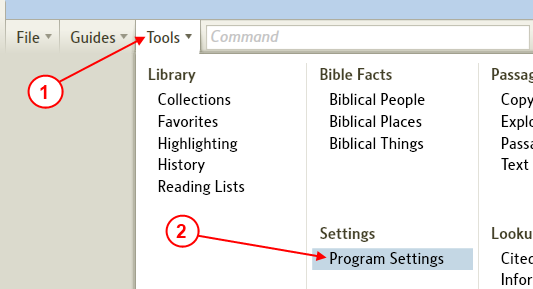 File Guides Tools Command
1
Library
Collections
Favorites
Highlighting
History
Reading Lists
Bible Facts
Biblical People
Biblical Places
Biblical Things
Passag
Copy
Explo
Passa
Text
2
Settings
Program Settings
Looku
Cited
Infor